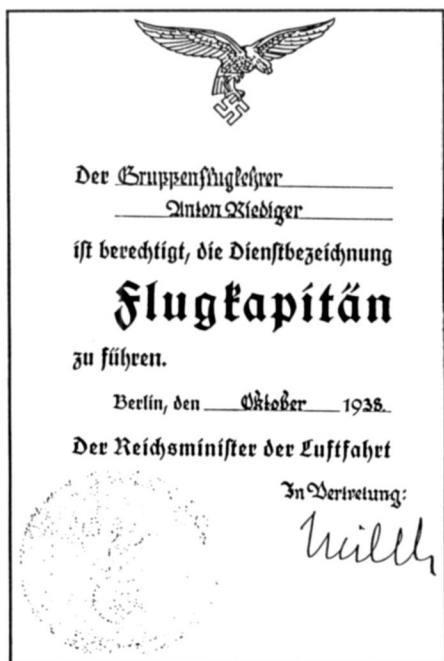 Der Gruppenfluglehrer
Anton Riediger
ist berechtigt, die Dienstbezeichnung
Flugkapitän
zu führen.
Berlin, den Oktober 1938.
Der Reichsminister der Luftfahrt
In Vertretung:
Milch